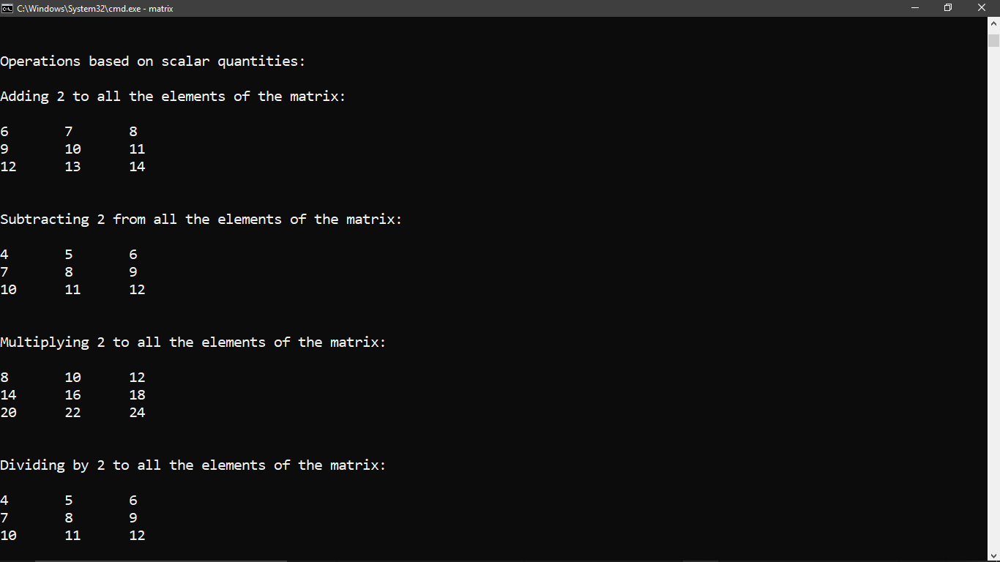 C:\Windows\System32\cmd.exe - matrix
Operations based on scalar quantities:
Adding 2 to all the elements of the matrix:
6 7 8
9 10 11
12 13 14
Subtracting 2 from all the elements of the matrix:
4 5 6
7 8 9
10 11 12
Multiplying 2 to all the elements of the matrix:
8 10 12
14 16 18
20 22 24
Dividing by 2 to all the elements of the matrix:
4 5 6
7 8 9
10 11 12